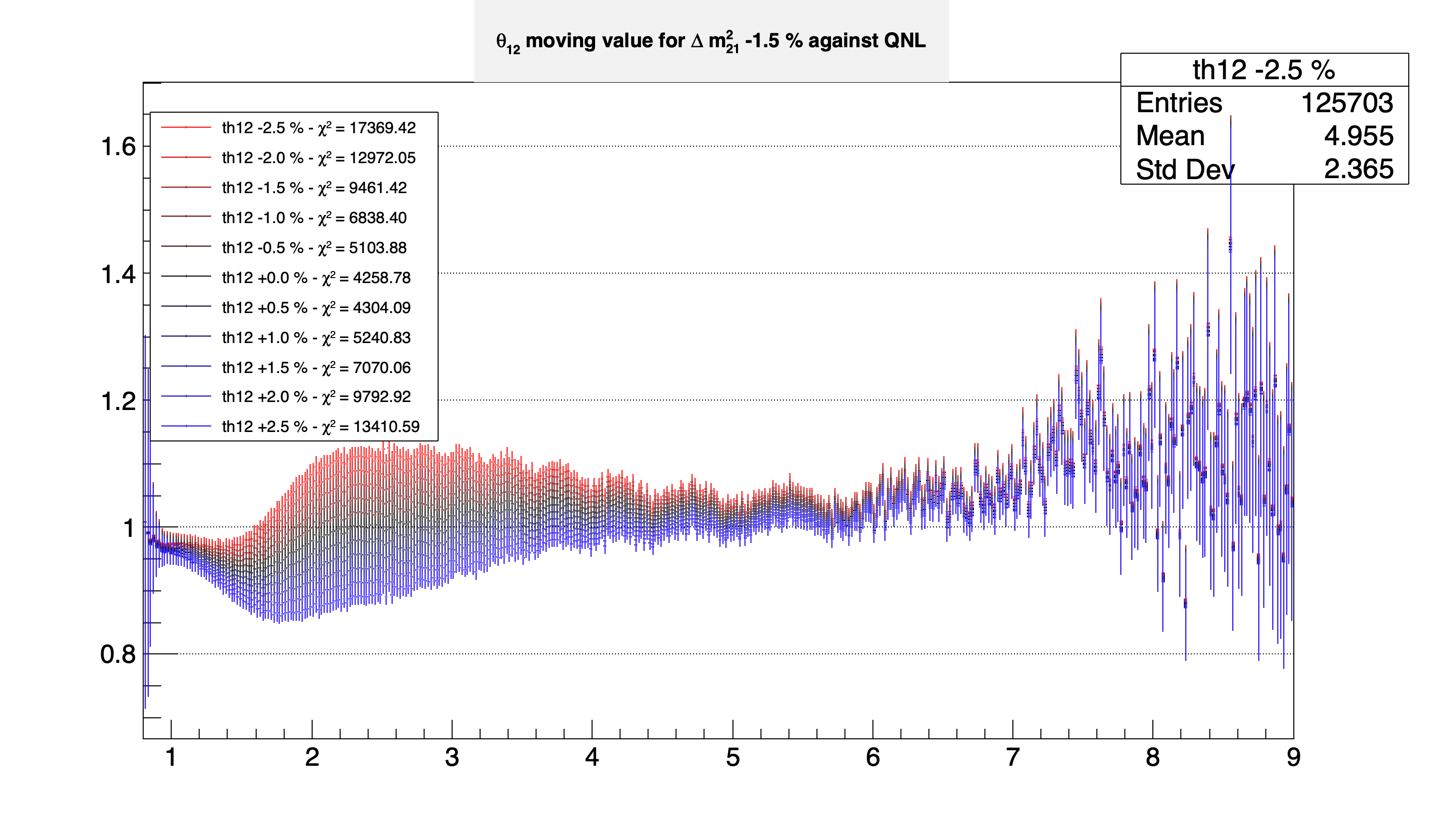 θ12 moving value for Δ m²21 -1.5 % against QNL
th12 -2.5 %
Entries 125703
Mean 4.955
Std Dev 2.365
th12 -2.5 % - χ² = 17369.42
th12 -2.0 % - χ² = 12972.05
th12 -1.5 % - χ² = 9461.42
th12 -1.0 % - χ² = 6838.40
th12 -0.5 % - χ² = 5103.88
th12 +0.0 % - χ² = 4258.78
th12 +0.5 % - χ² = 4304.09
th12 +1.0 % - χ² = 5240.83
th12 +1.5 % - χ² = 7070.06
th12 +2.0 % - χ² = 9792.92
th12 +2.5 % - χ² = 13410.59
1.6
1.4
1.2
1
0.8
1 2 3 4 5 6 7 8 9